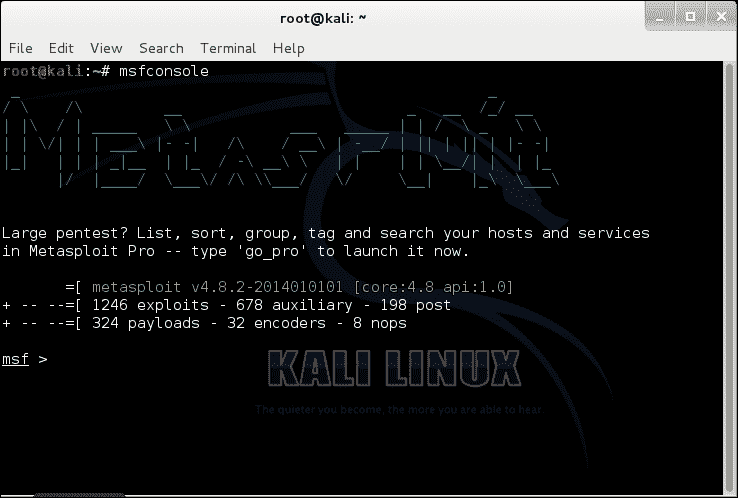 root@kali: ~
File Edit View Search Terminal Help
root@kali:~# msfconsole
Metasploit
Large pentest? List, sort, group, tag and search your hosts and services
in Metasploit Pro -- type 'go_pro' to launch it now.
=[ metasploit v4.8.2-2014010101 [core:4.8 api:1.0]
+ -- --=[ 1246 exploits - 678 auxiliary - 198 post
+ -- --=[ 324 payloads - 32 encoders - 8 nops
msf >
KALI LINUX
The quieter you become, the more you are able to hear.